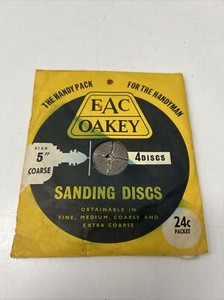 THE HANDY PACK
FOR THE HANDYMAN
EAC
OAKEY
SIZE
5"
COARSE
4 DISCS
SANDING DISCS
OBTAINABLE IN
FINE, MEDIUM, COARSE AND
EXTRA COARSE
24c
PACKET